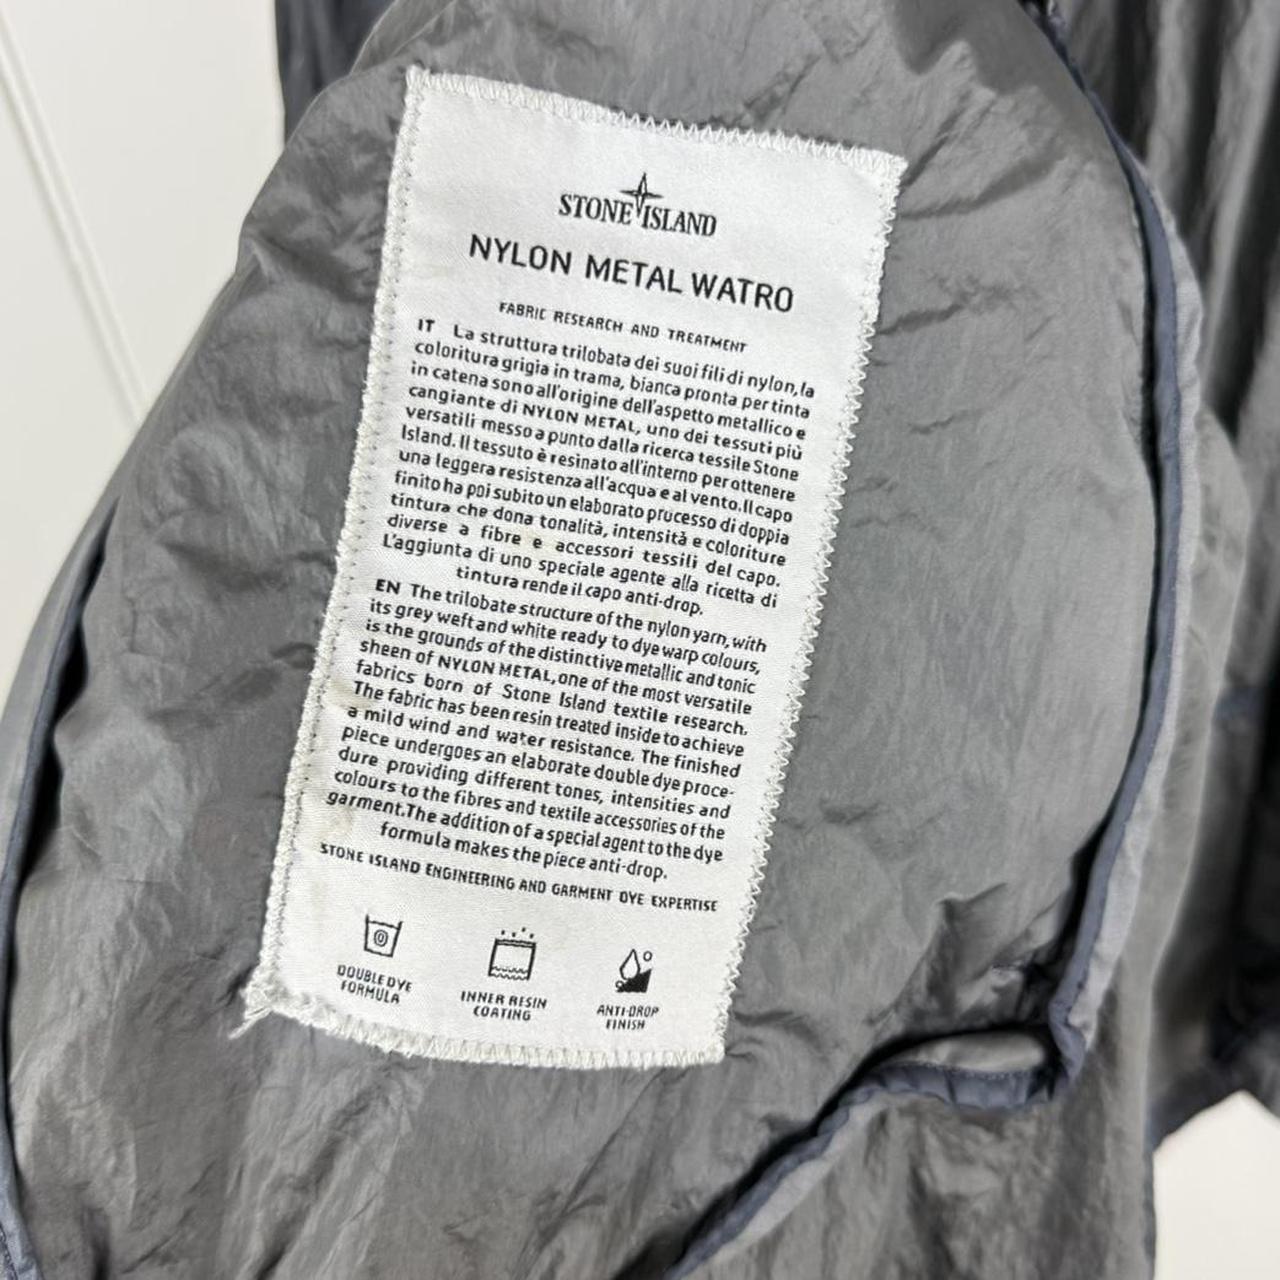 STONE ISLAND
NYLON METAL WATRO
FABRIC RESEARCH AND TREATMENT
IT La struttura trilobata dei suoi fili di nylon, la
coloritura grigia in trama, bianca pronta per tinta
in catena sono all'origine dell'aspetto metallico e
cangiante di NYLON METAL, uno dei tessuti più
versatili messo a punto dalla ricerca tessile Stone
Island. Il tessuto è resinato all'interno per ottenere
una leggera resistenza all'acqua e al vento. Il capo
finito ha poi subito un elaborato processo di doppia
tintura che dona tonalità, intensità e coloriture
diverse a fibre e accessori tessili del capo.
L'aggiunta di uno speciale agente alla ricetta di
tintura rende il capo anti-drop.
EN The trilobate structure of the nylon yarn, with
its grey weft and white ready to dye warp colours,
is the grounds of the distinctive metallic and tonic
sheen of NYLON METAL, one of the most versatile
fabrics born of Stone Island textile research.
The fabric has been resin treated inside to achieve
a mild wind and water resistance. The finished
piece undergoes an elaborate double dye proce-
dure providing different tones, intensities and
colours to the fibres and textile accessories of the
garment. The addition of a special agent to the dye
formula makes the piece anti-drop.
STONE ISLAND ENGINEERING AND GARMENT DYE EXPERTISE
DOUBLE DYE
FORMULA
INNER RESIN
COATING
ANTI-DROP
FINISH